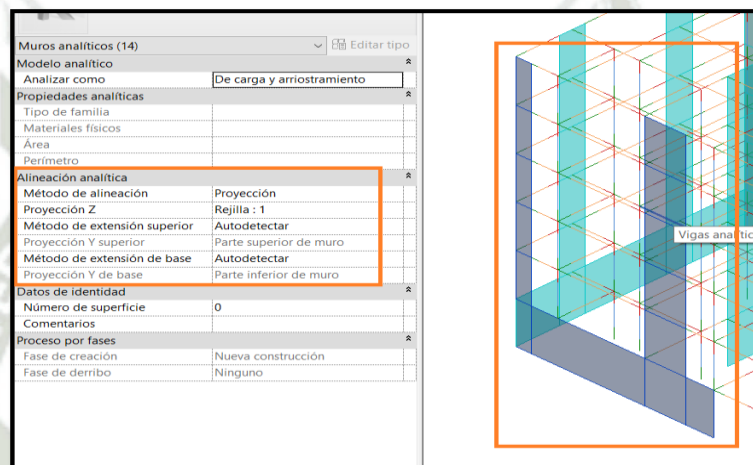 Muros analíticos (14) Editar tipo
Modelo analítico
Analizar como De carga y arriostramiento
Propiedades analíticas
Tipo de familia
Materiales físicos
Área
Perímetro
Alineación analítica
Método de alineación Proyección
Proyección Z Rejilla : 1
Método de extensión superior Autodetectar
Proyección Y superior Parte superior de muro
Método de extensión de base Autodetectar
Proyección Y de base Parte inferior de muro
Datos de identidad
Número de superficie 0
Comentarios
Proceso por fases
Fase de creación Nueva construcción
Fase de derribo Ninguno
Vigas analític